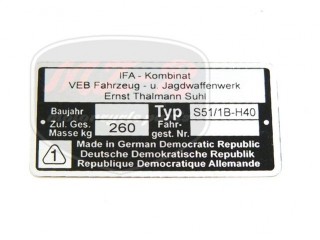 IFA - Kombinat
VEB Fahrzeug - u. Jagdwaffenwerk
Ernst Thalmann Suhl
Baujahr Typ S51/1B-H40
Zul. Ges. Masse kg 260 Fahr- gest. Nr.
1 Made in German Democratic Republic
Deutsche Demokratische Republik
Republique Democratique Allemande